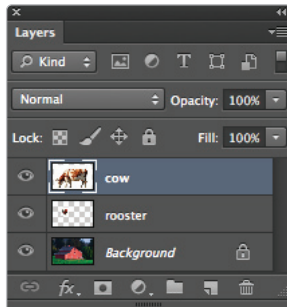 Layers
Kind
Normal Opacity: 100%
Lock: Fill: 100%
cow
rooster
Background
fx